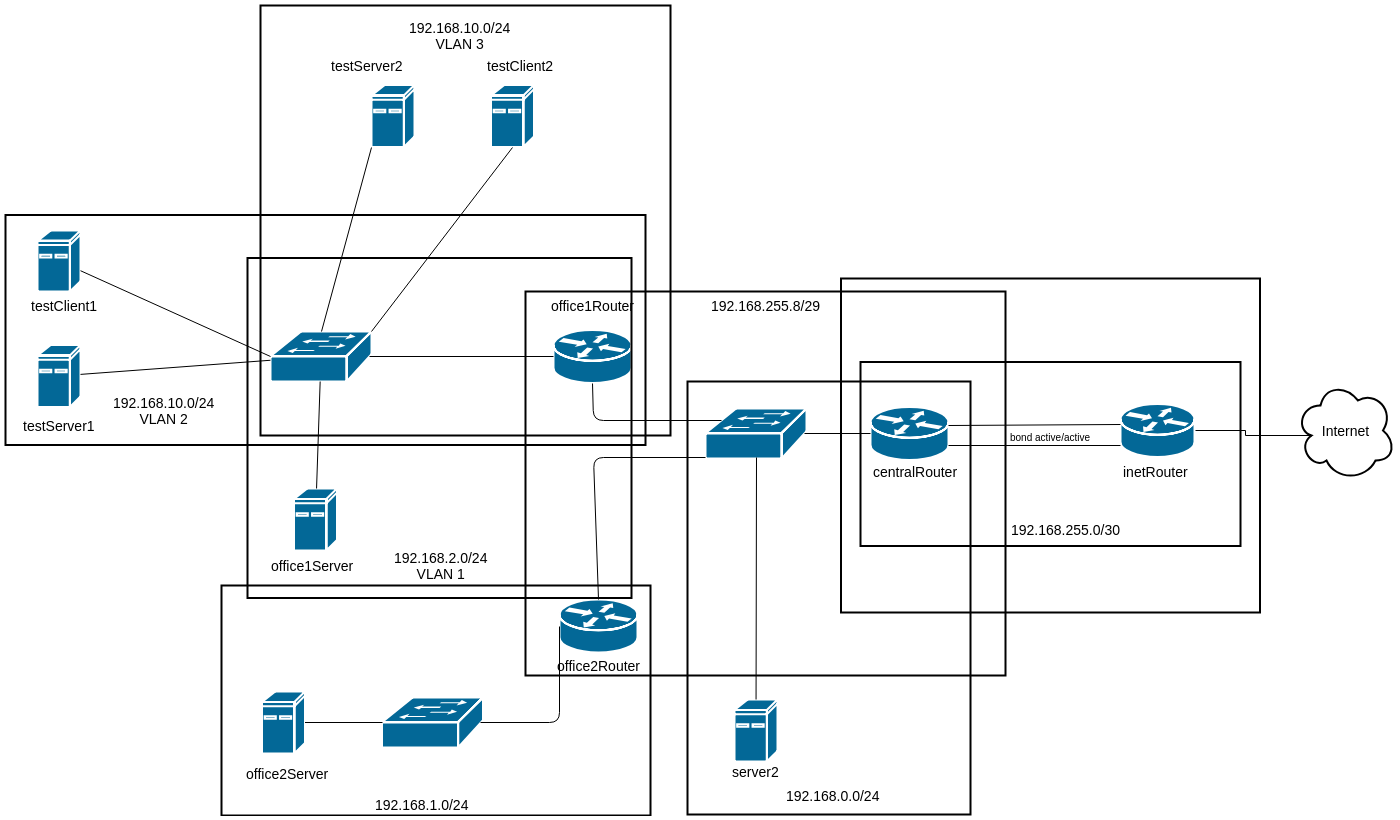 192.168.10.0/24
VLAN 3
testServer2
testClient2
testClient1
office1Router
192.168.255.8/29
192.168.10.0/24
VLAN 2
testServer1
bond active/active
Internet
centralRouter
inetRouter
192.168.255.0/30
192.168.2.0/24
VLAN 1
office1Server
office2Router
office2Server
server2
192.168.0.0/24
192.168.1.0/24